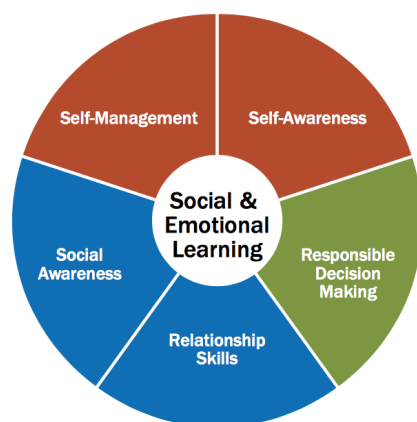 Self-Management
Self-Awareness
Social &
Emotional
Learning
Social
Awareness
Responsible
Decision
Making
Relationship
Skills